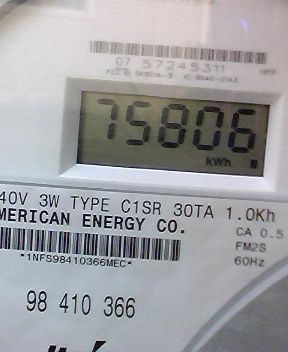 07 57245311
75806
kWh
40V 3W TYPE C1SR 30TA 1.0Kh
MERICAN ENERGY CO.
CA 0.5
FM2S
*1NFS98410366MEC*
60Hz
98 410 366